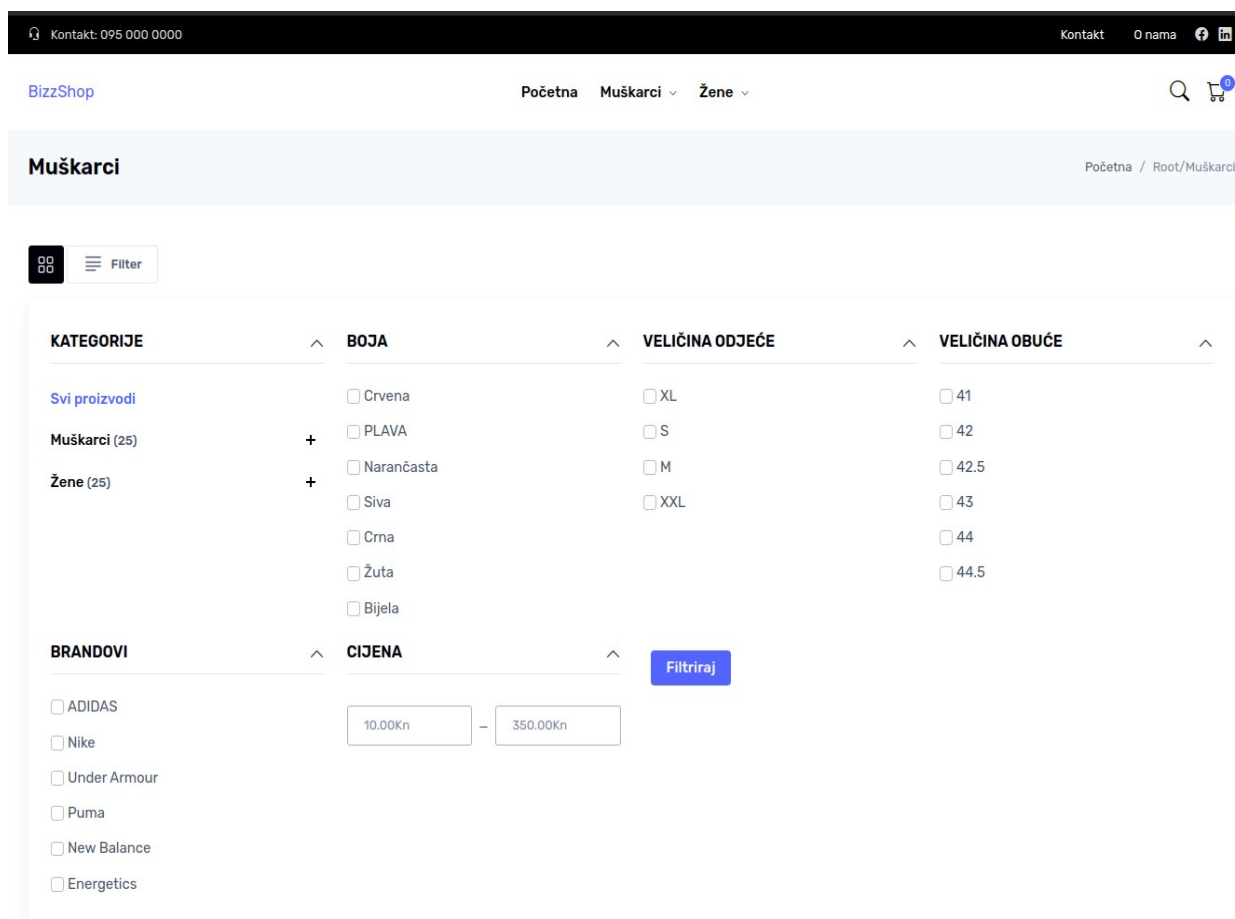 Kontakt: 095 000 0000
Kontakt O nama
BizzShop
Početna Muškarci Žene
0
Muškarci
Početna / Root/Muškarci
Filter
KATEGORIJE
Svi proizvodi
Muškarci (25) +
Žene (25) +
BOJA
Crvena
PLAVA
Narančasta
Siva
Crna
Žuta
Bijela
VELIČINA ODJEĆE
XL
S
M
XXL
VELIČINA OBUĆE
41
42
42.5
43
44
44.5
BRANDOVI
ADIDAS
Nike
Under Armour
Puma
New Balance
Energetics
CIJENA
10.00Kn – 350.00Kn
Filtriraj